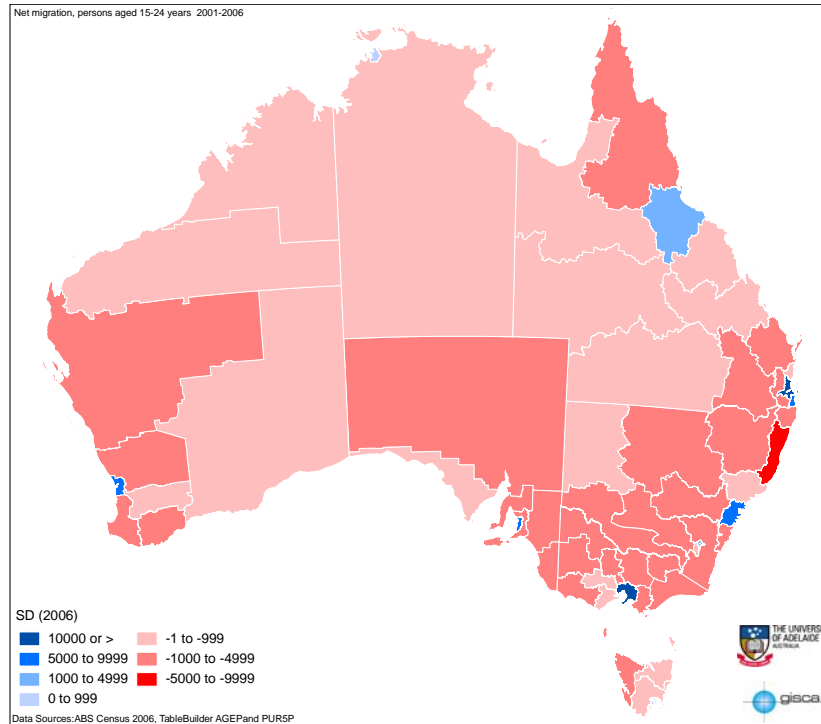 Net migration, persons aged 15-24 years 2001-2006
SD (2006)
10000 or >
5000 to 9999
1000 to 4999
0 to 999
-1 to -999
-1000 to -4999
-5000 to -9999
THE UNIVERS
OF ADELAIDE
AUSTRALIA
gisca
Data Sources:ABS Census 2006, TableBuilder AGEPand PUR5P